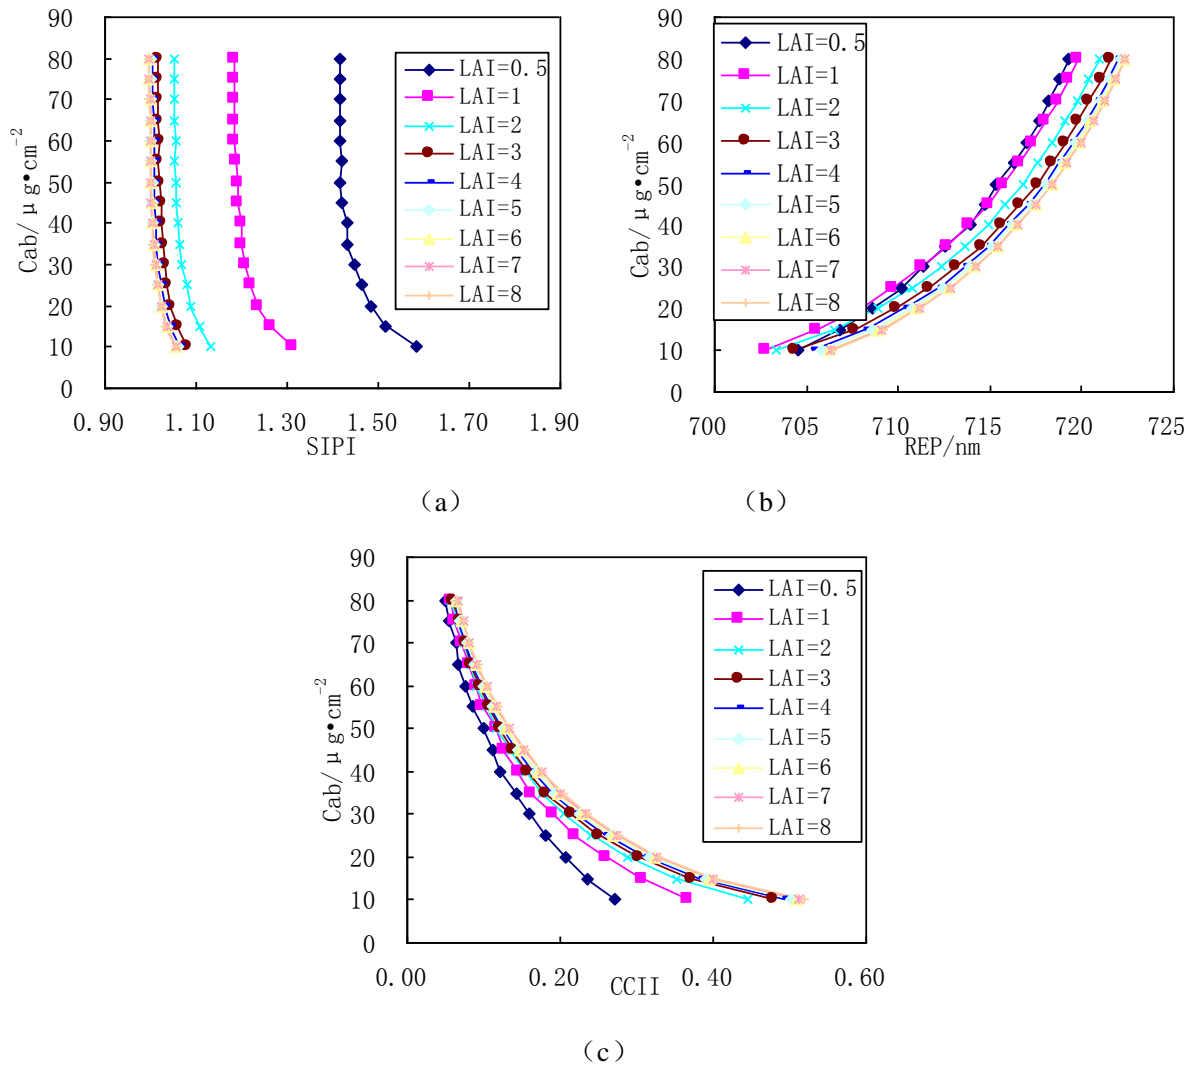 90
80
70
60
50
40
30
20
10
0
Cab/μg•cm⁻²
0.90 1.10 1.30 1.50 1.70 1.90
SIPI
LAI=0.5
LAI=1
LAI=2
LAI=3
LAI=4
LAI=5
LAI=6
LAI=7
LAI=8
（a）
90
80
70
60
50
40
30
20
10
0
Cab/μg•cm⁻²
700 705 710 715 720 725
REP/nm
LAI=0.5
LAI=1
LAI=2
LAI=3
LAI=4
LAI=5
LAI=6
LAI=7
LAI=8
（b）
90
80
70
60
50
40
30
20
10
0
Cab/μg•cm⁻²
0.00 0.20 0.40 0.60
CCII
LAI=0.5
LAI=1
LAI=2
LAI=3
LAI=4
LAI=5
LAI=6
LAI=7
LAI=8
（c）